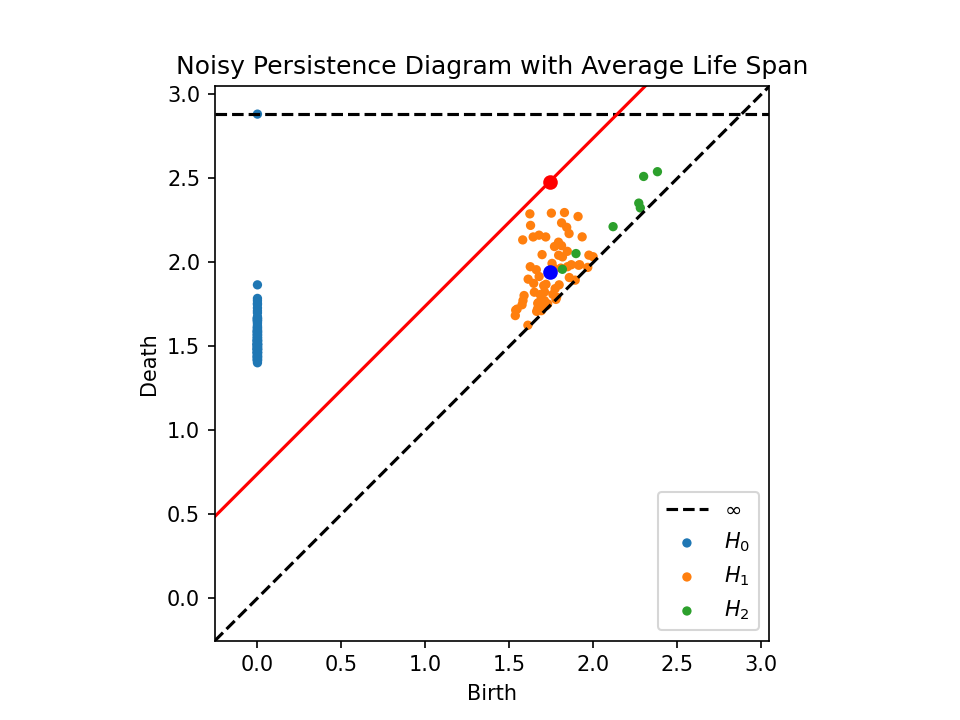 Noisy Persistence Diagram with Average Life Span
3.0
2.5
2.0
1.5
1.0
0.5
0.0
Death
∞
H₀
H₁
H₂
0.0 0.5 1.0 1.5 2.0 2.5 3.0
Birth